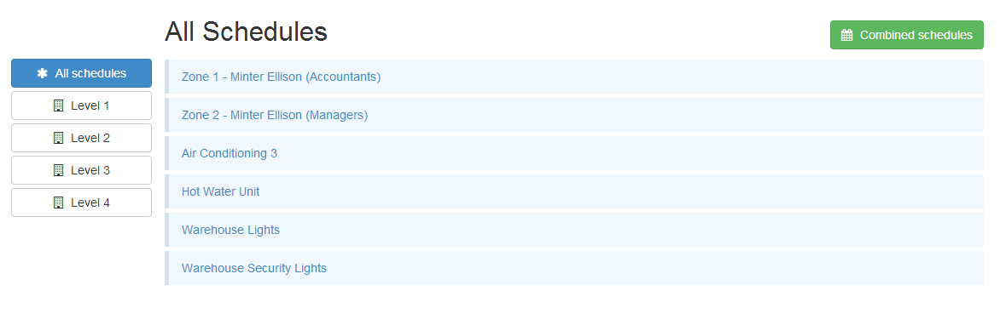 All Schedules
Combined schedules
All schedules
Level 1
Level 2
Level 3
Level 4
Zone 1 - Minter Ellison (Accountants)
Zone 2 - Minter Ellison (Managers)
Air Conditioning 3
Hot Water Unit
Warehouse Lights
Warehouse Security Lights